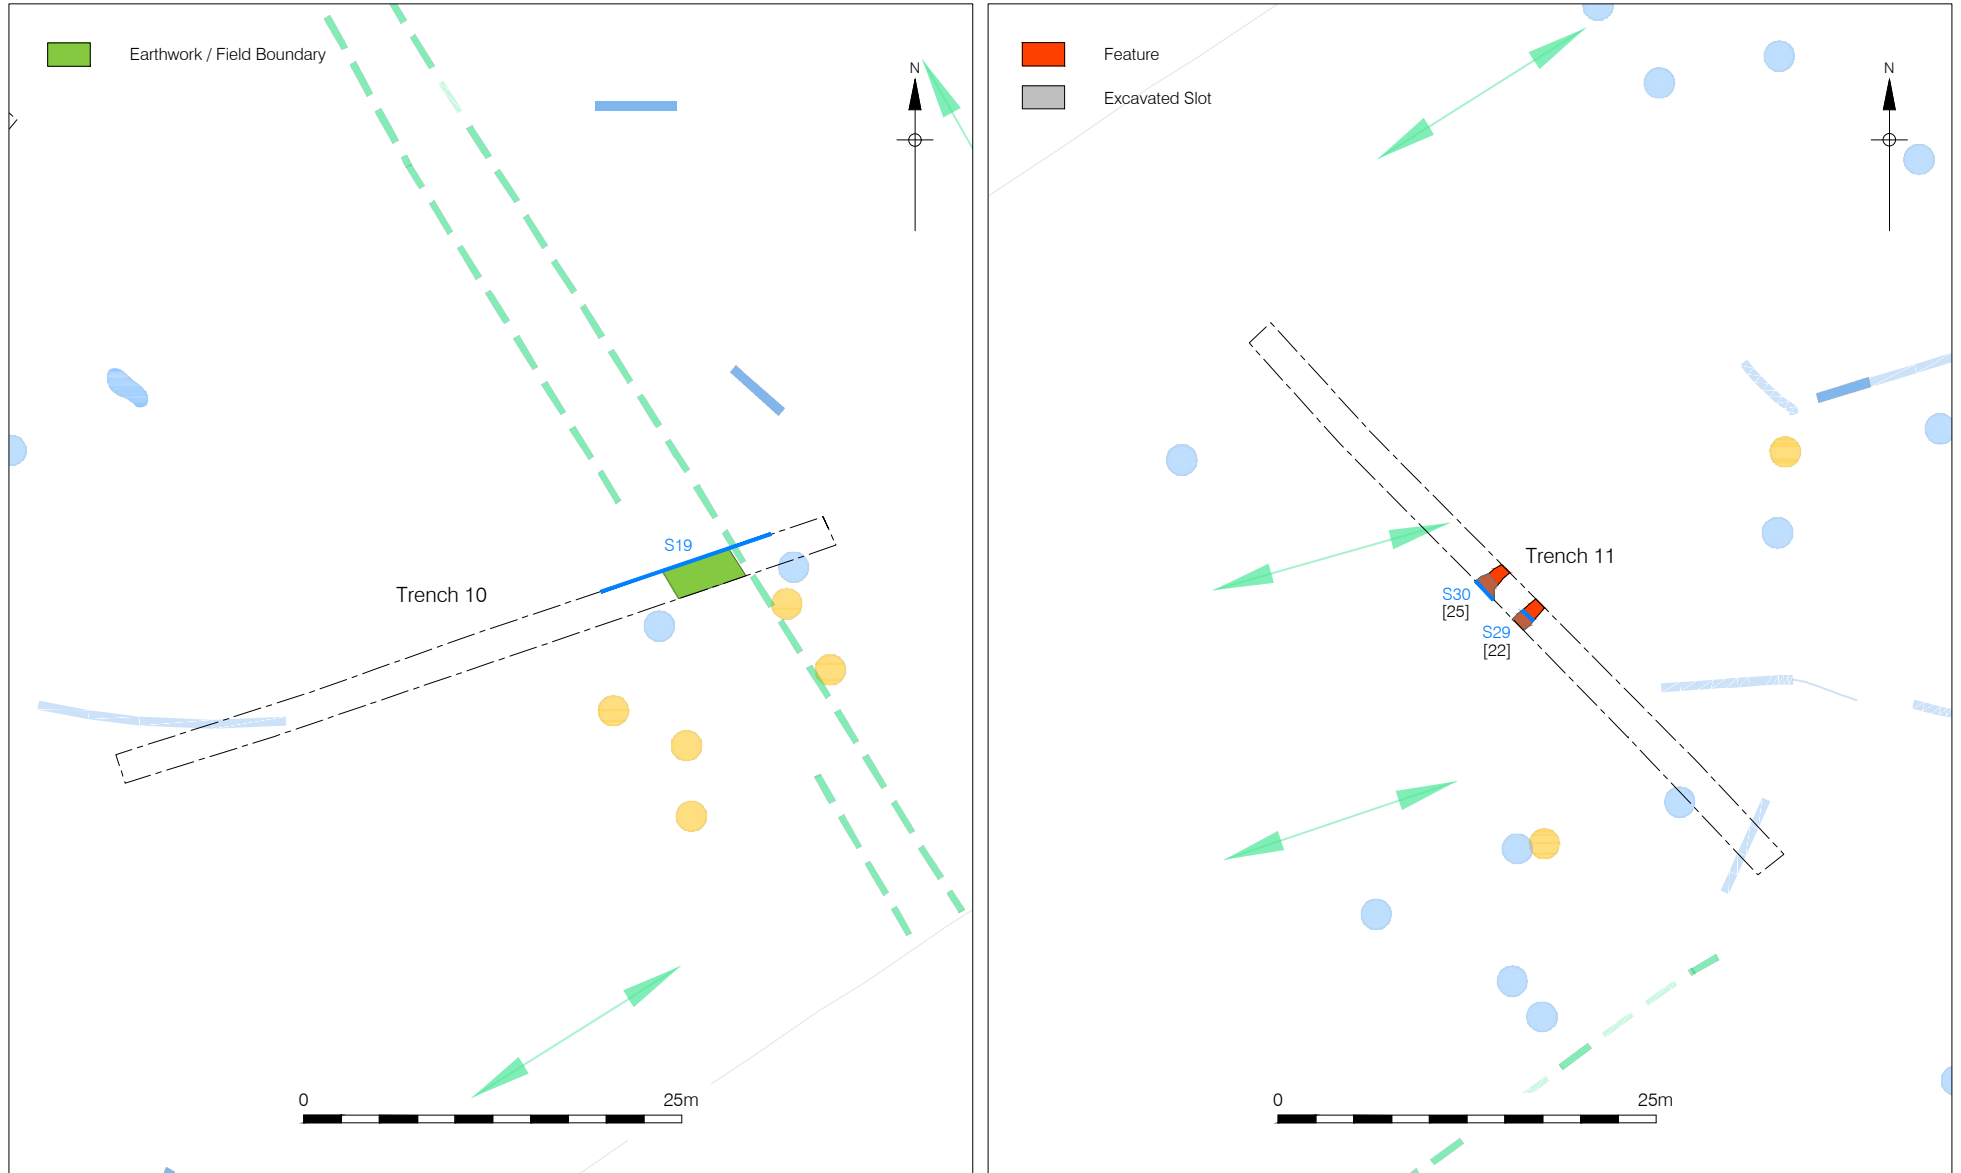 Earthwork / Field Boundary
N
S19
Trench 10
0 25m
Feature
Excavated Slot
N
Trench 11
S30
[25]
S29
[22]
0 25m